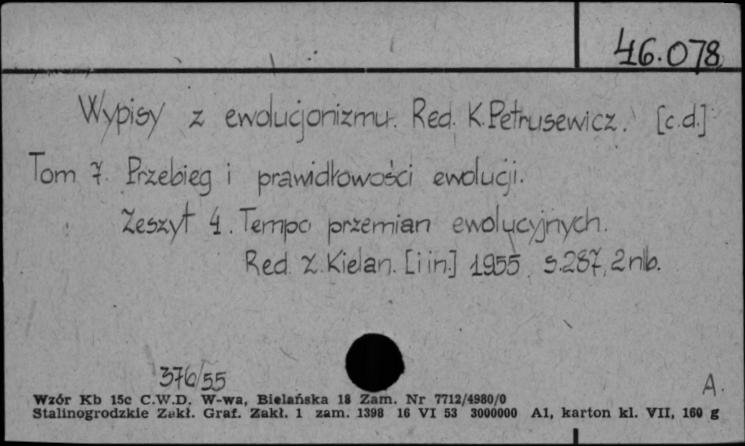 46.078
Wypisy z ewolucjonizmu. Red. K. Petrusewicz. [c.d.]
Tom 7. Przebieg i prawidłowości ewolucji.
Zeszyt 4. Tempo przemian ewolucyjnych.
Red. Z. Kielan. [i in.] 1955, s. 287, 2 nlb.
376/55
A.
Wzór Kb 15c C.W.D. W-wa, Bielańska 18 Zam. Nr 7712/4980/0
Stalinogrodzkie Zakł. Graf. Zakł. 1 zam. 1398 16 VI 53 3000000 A1, karton kl. VII, 160 g